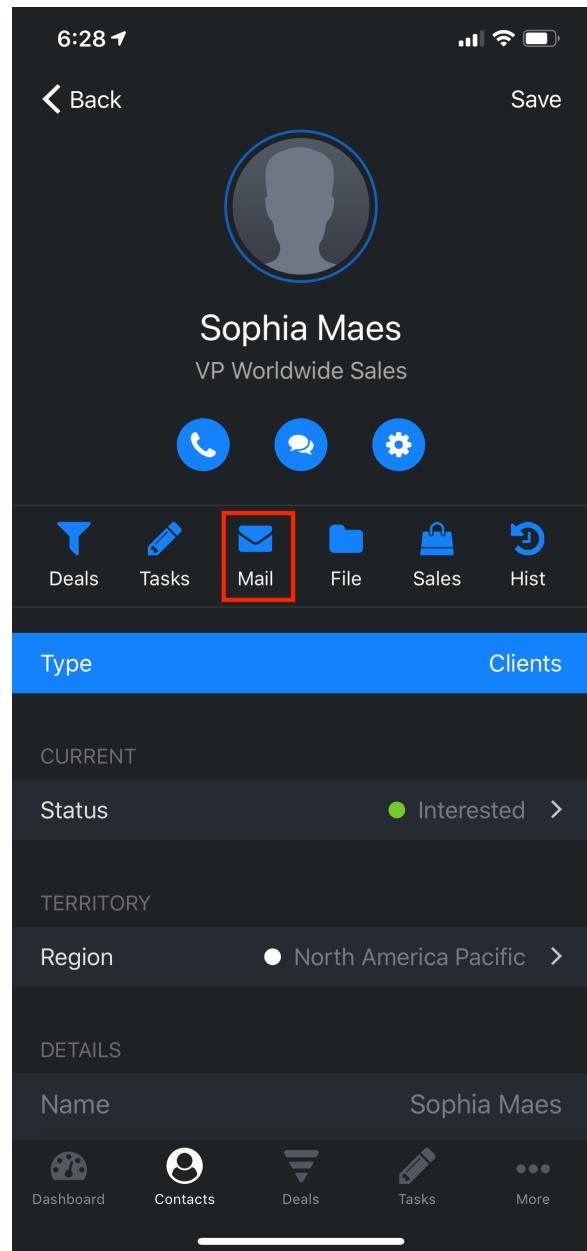 6:28
Back Save
Sophia Maes
VP Worldwide Sales
Deals Tasks Mail File Sales Hist
Type Clients
CURRENT
Status Interested
TERRITORY
Region North America Pacific
DETAILS
Name Sophia Maes
Dashboard Contacts Deals Tasks More